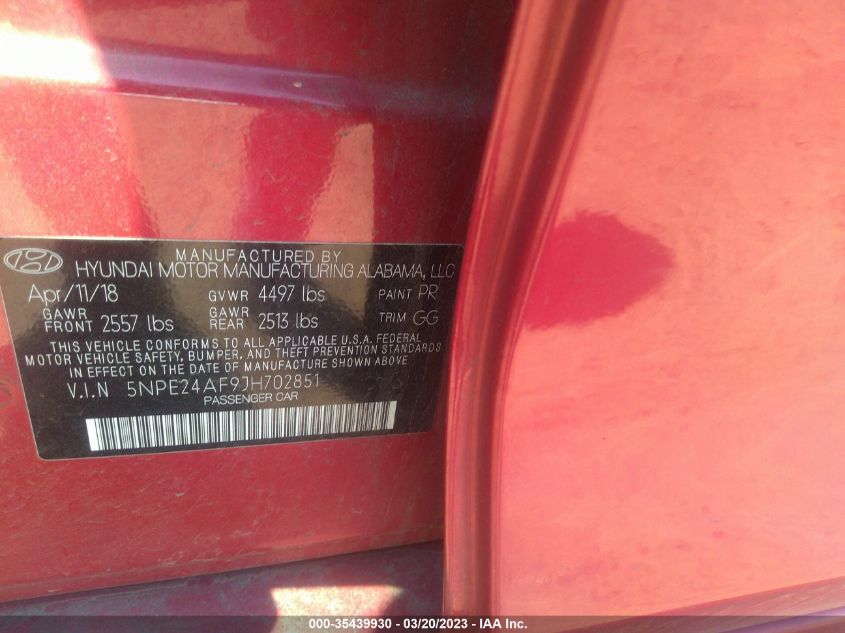 MANUFACTURED BY
HYUNDAI MOTOR MANUFACTURING ALABAMA, LLC
Apr/11/18 GVWR 4497 lbs PAINT PR
GAWR FRONT 2557 lbs GAWR REAR 2513 lbs TRIM GG
THIS VEHICLE CONFORMS TO ALL APPLICABLE U.S.A. FEDERAL
MOTOR VEHICLE SAFETY, BUMPER, AND THEFT PREVENTION STANDARDS
IN EFFECT ON THE DATE OF MANUFACTURE SHOWN ABOVE
V.I.N 5NPE24AF9JH702851
PASSENGER CAR
000-35439930 - 03/20/2023 - IAA Inc.